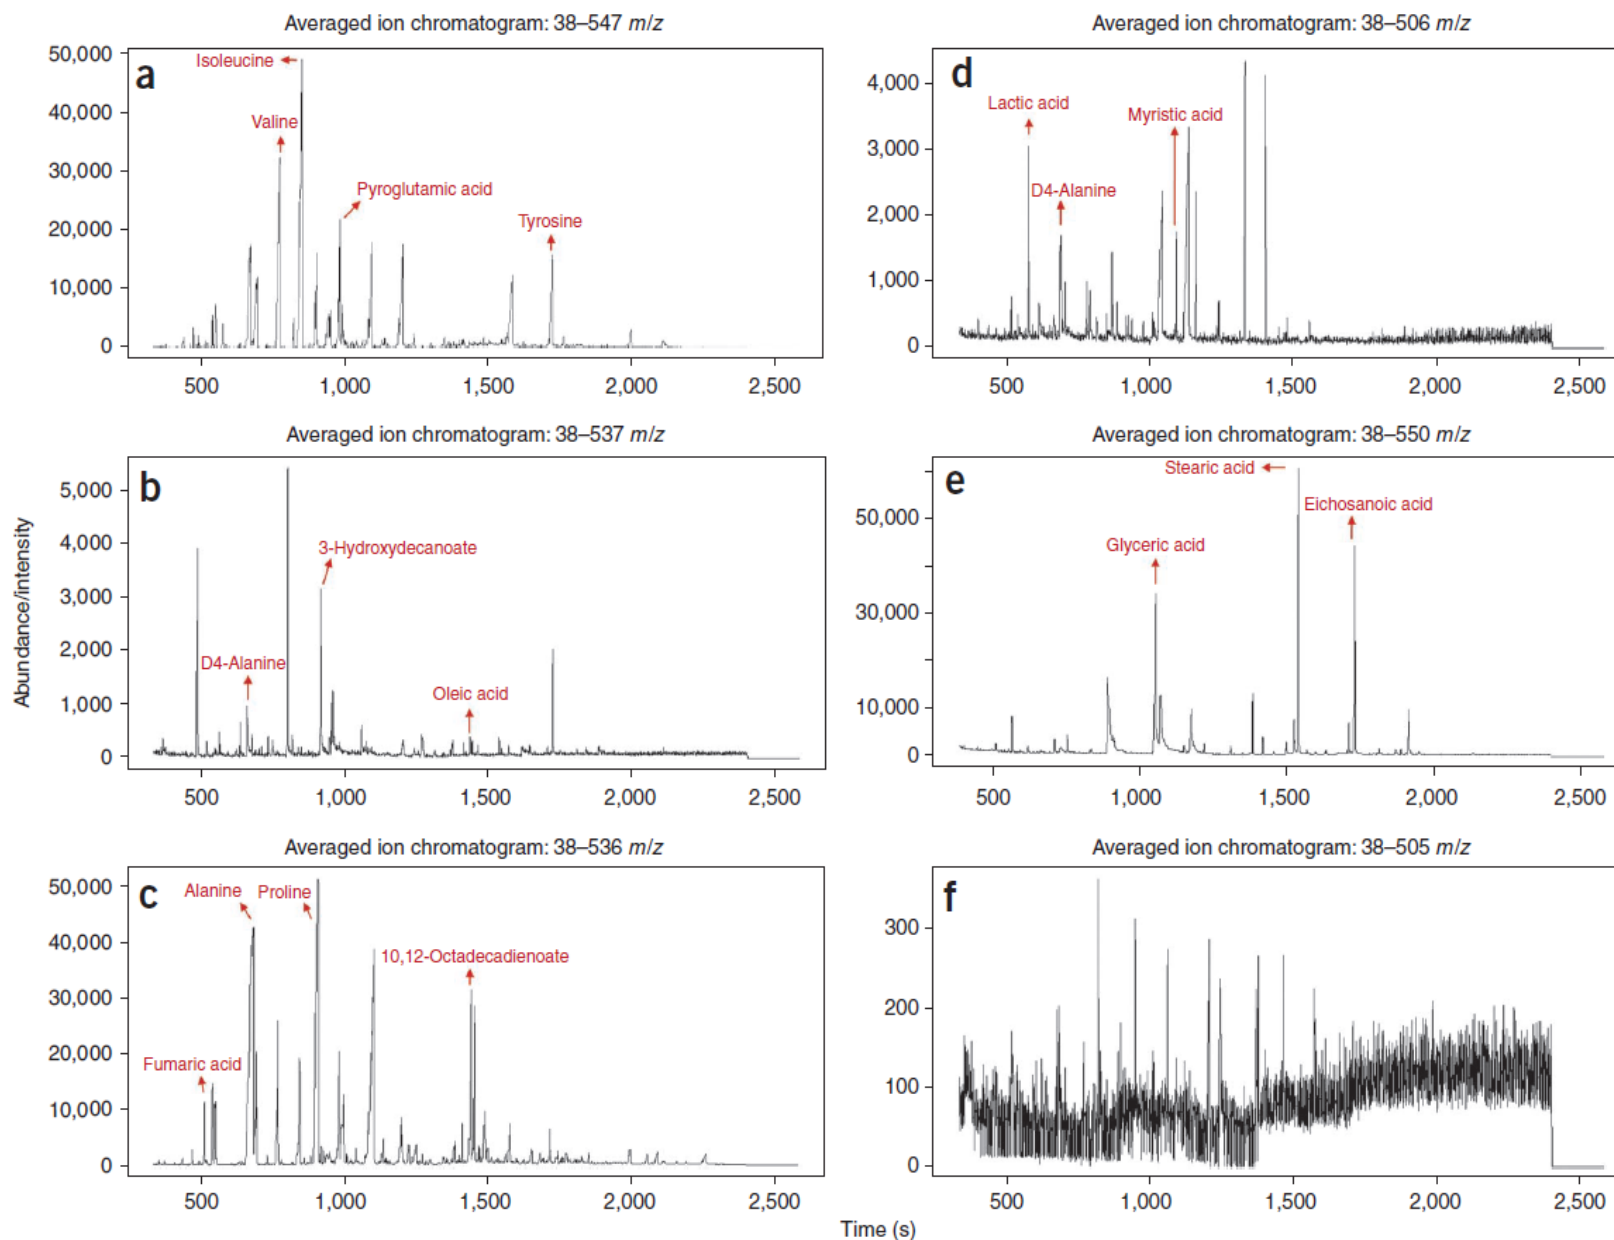 Averaged ion chromatogram: 38–547 m/z
a
50,000
40,000
30,000
20,000
10,000
0
Isoleucine
Valine
Pyroglutamic acid
Tyrosine
500 1,000 1,500 2,000 2,500
Averaged ion chromatogram: 38–506 m/z
d
4,000
3,000
2,000
1,000
0
Lactic acid
Myristic acid
D4-Alanine
500 1,000 1,500 2,000 2,500
Averaged ion chromatogram: 38–537 m/z
b
5,000
4,000
3,000
2,000
1,000
0
3-Hydroxydecanoate
D4-Alanine
Oleic acid
500 1,000 1,500 2,000 2,500
Averaged ion chromatogram: 38–550 m/z
e
50,000
30,000
10,000
0
Stearic acid
Eichosanoic acid
Glyceric acid
500 1,000 1,500 2,000 2,500
Averaged ion chromatogram: 38–536 m/z
c
50,000
40,000
30,000
20,000
10,000
0
Alanine
Proline
10,12-Octadecadienoate
Fumaric acid
500 1,000 1,500 2,000 2,500
Averaged ion chromatogram: 38–505 m/z
f
300
200
100
0
500 1,000 1,500 2,000 2,500
Abundance/intensity
Time (s)